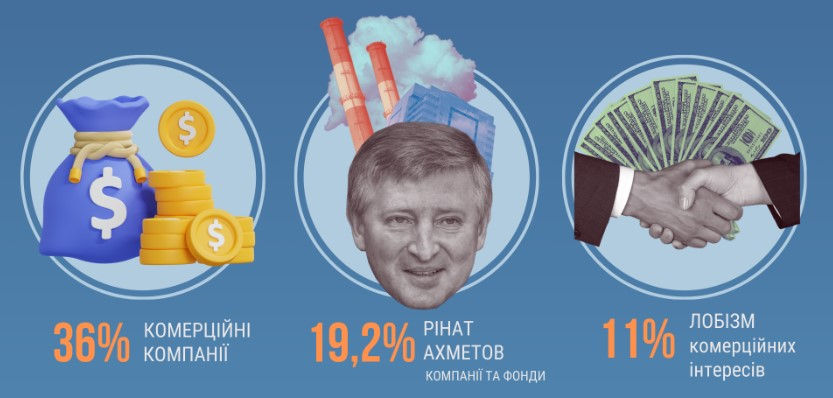 $
$
$
36%
КОМЕРЦІЙНІ
КОМПАНІЇ
19,2%
РІНАТ
АХМЕТОВ
КОМПАНІЇ ТА ФОНДИ
11%
ЛОБІЗМ
комерційних
інтересів